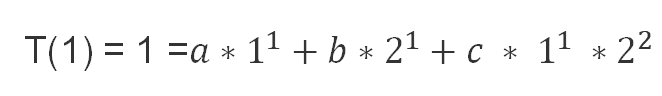 T(1) = 1 =a * 1¹ + b * 2¹ + c * 1¹ * 2²